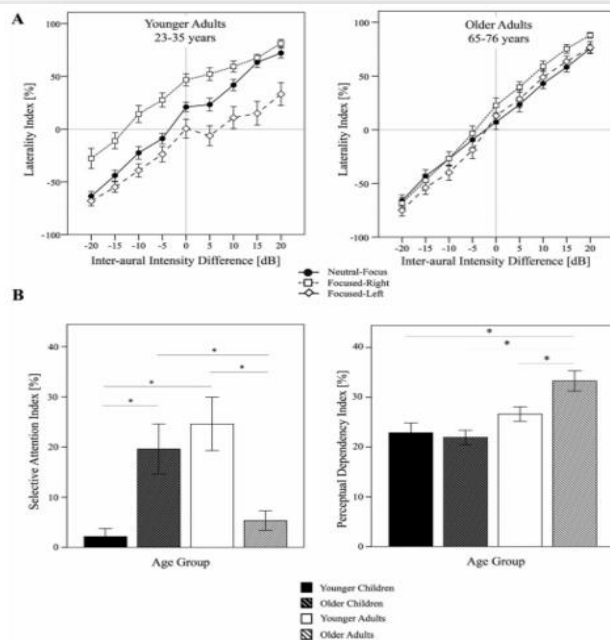 A
Younger Adults
23-35 years
Older Adults
65-76 years
Laterality Index [%]
100
50
0
-50
-100
-20 -15 -10 -5 0 5 10 15 20
Inter-aural Intensity Difference [dB]
Laterality Index [%]
100
50
0
-50
-100
-20 -15 -10 -5 0 5 10 15 20
Inter-aural Intensity Difference [dB]
Neutral-Focus
Focused-Right
Focused-Left
B
Selective Attention Index [%]
40
30
20
10
0
* * * *
Age Group
Perceptual Dependency Index [%]
40
30
20
10
0
* * *
Age Group
Younger Children
Older Children
Younger Adults
Older Adults